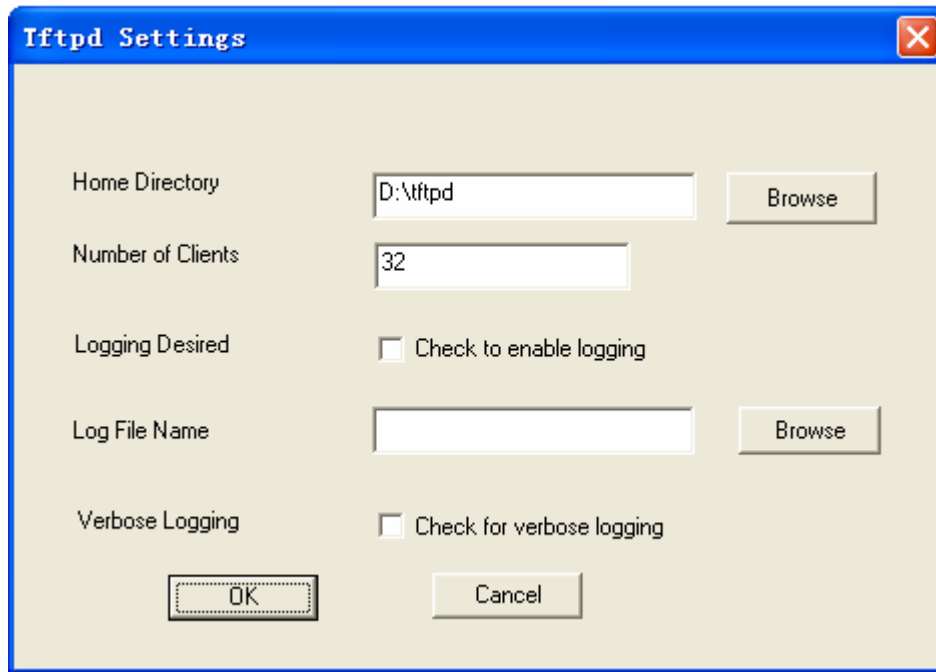 Tftpd Settings
Home Directory
D:\tftpd
Browse
Number of Clients
32
Logging Desired
Check to enable logging
Log File Name
Browse
Verbose Logging
Check for verbose logging
OK
Cancel